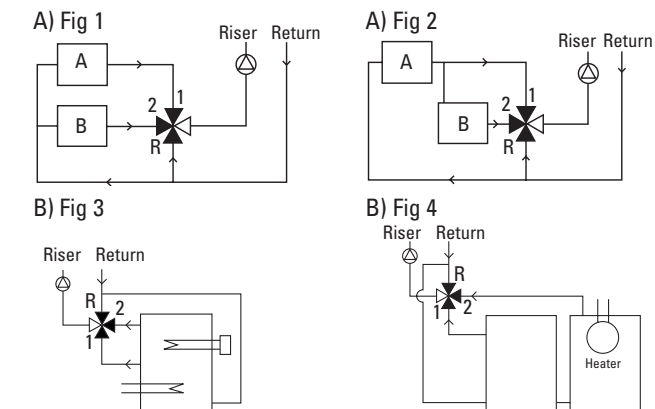 A) Fig 1
Riser Return
A
1
2
B
R
A) Fig 2
Riser Return
A
1
2
B
R
B) Fig 3
Riser Return
R
2
1
B) Fig 4
Riser Return
R
1
2
Heater